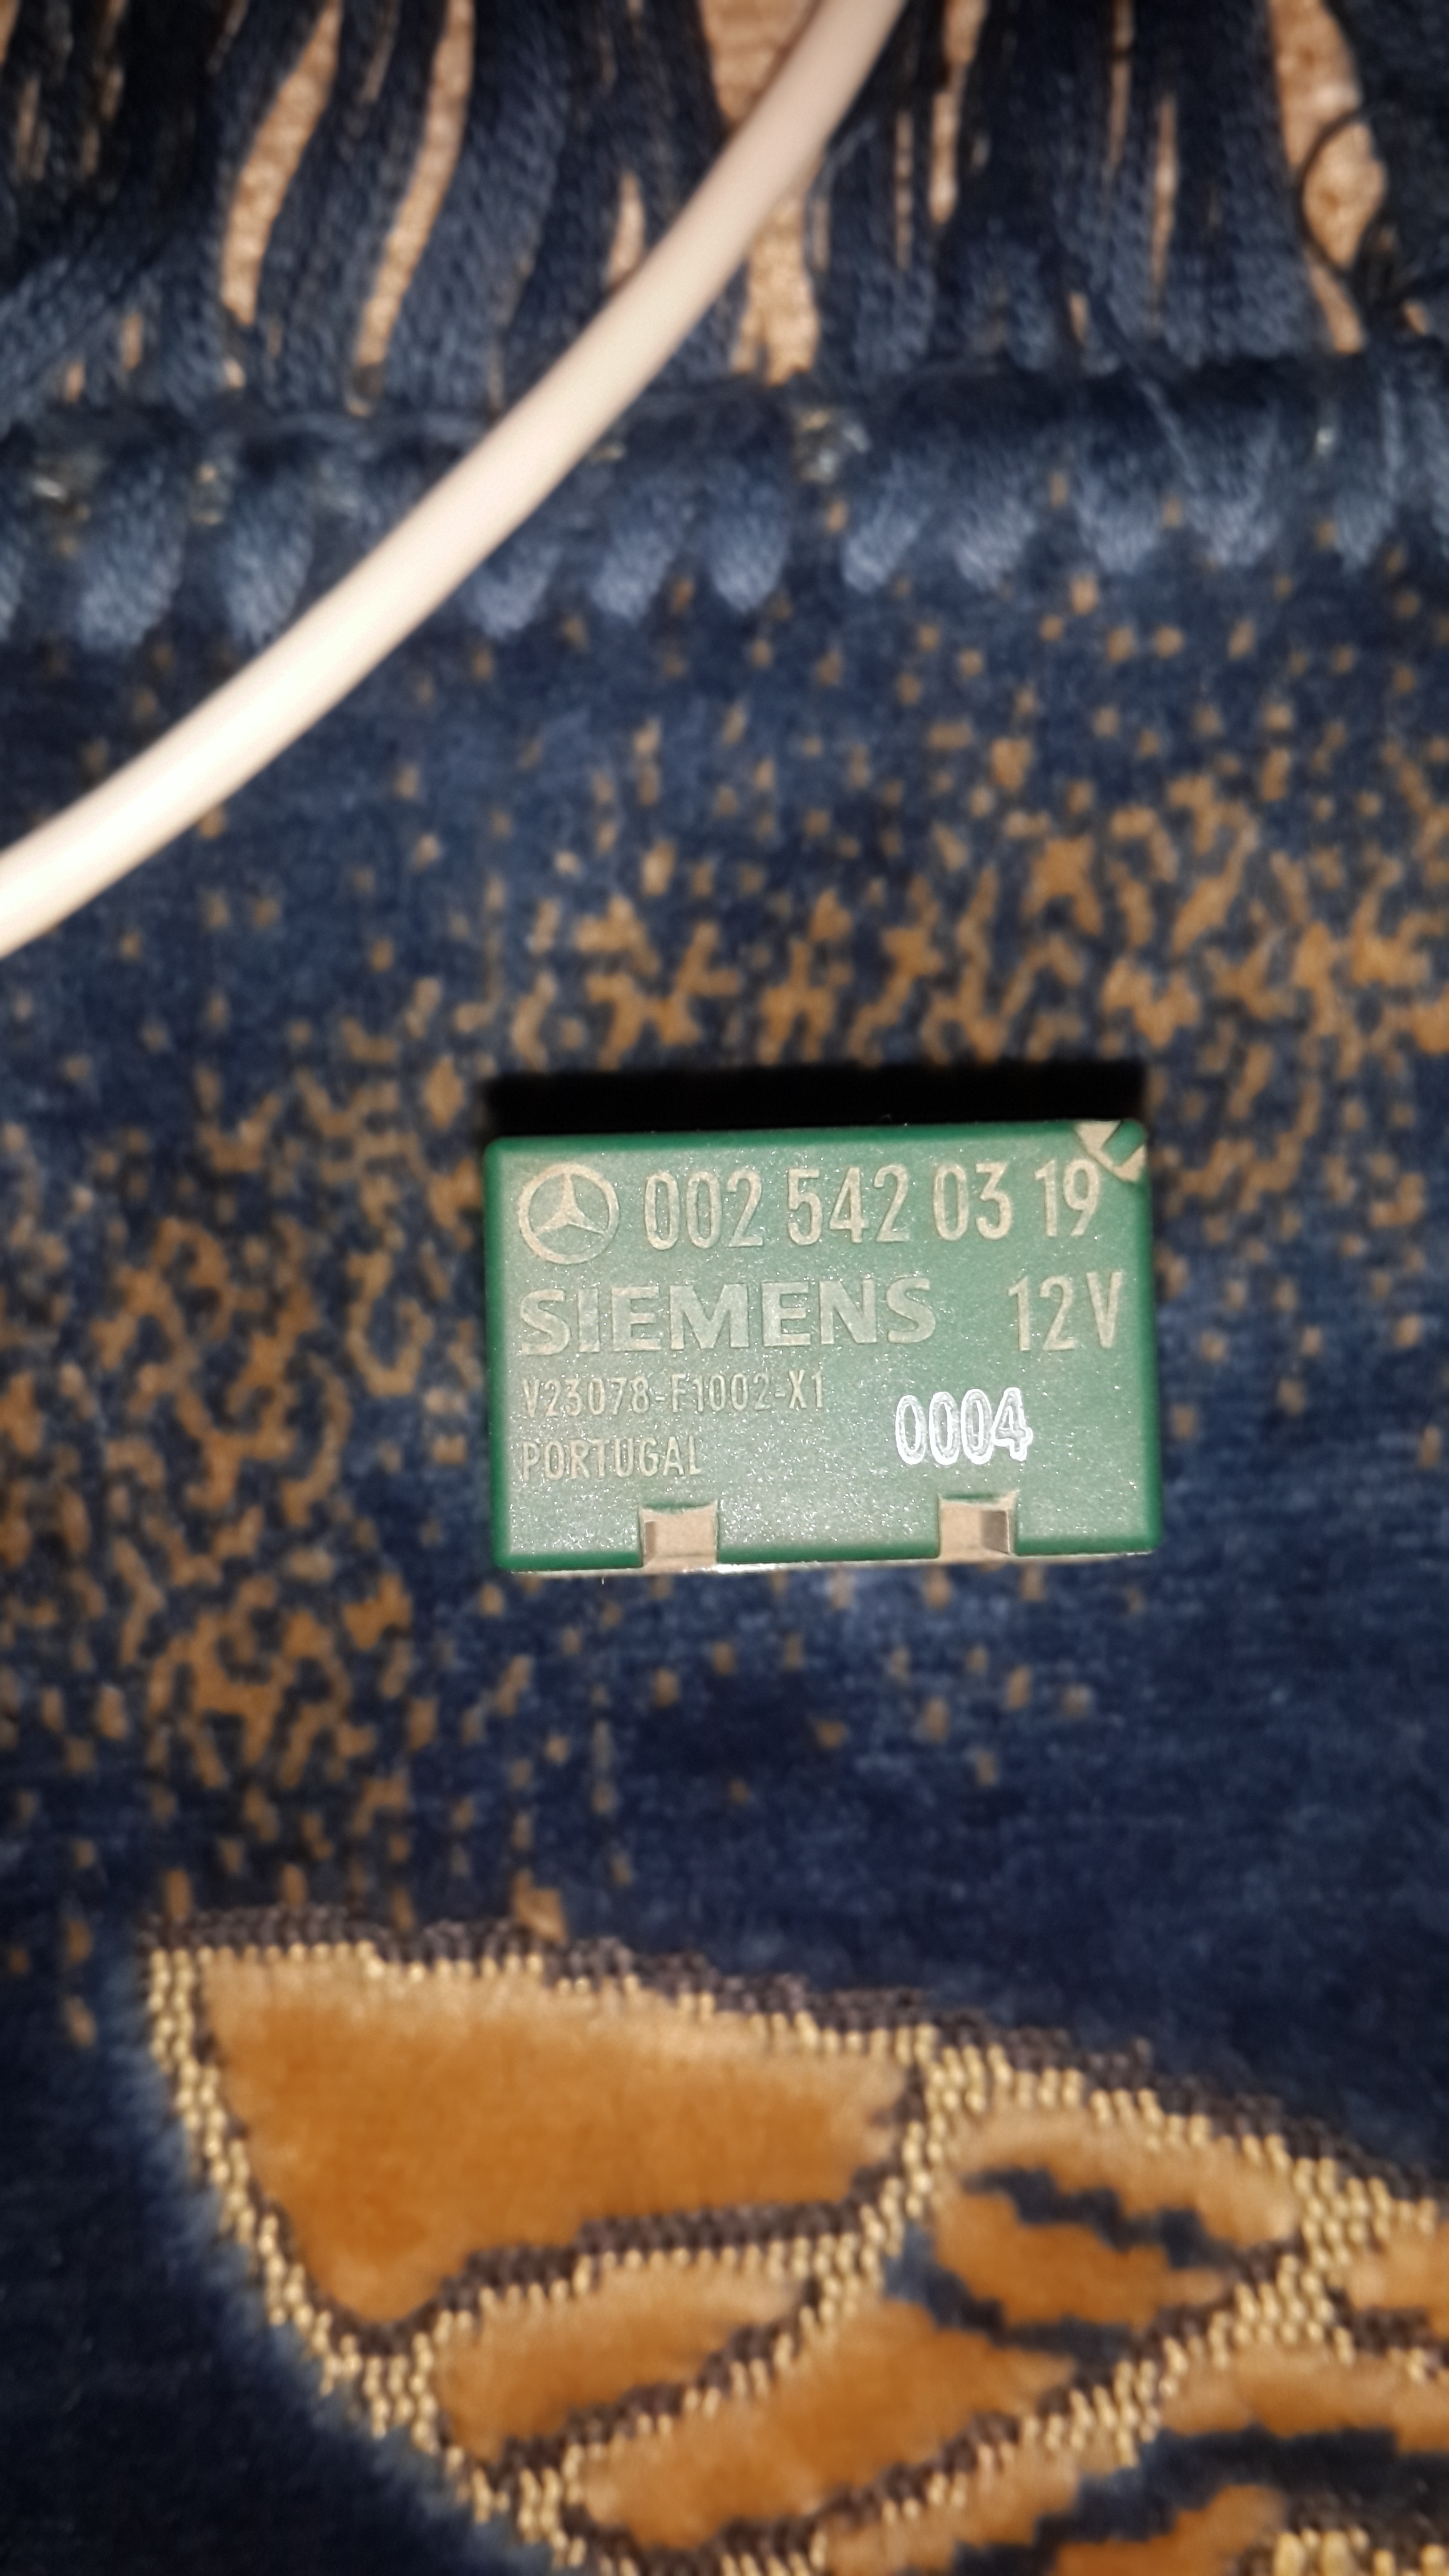 002 542 03 19
SIEMENS 12V
V23078-F1002-X1
0004
PORTUGAL